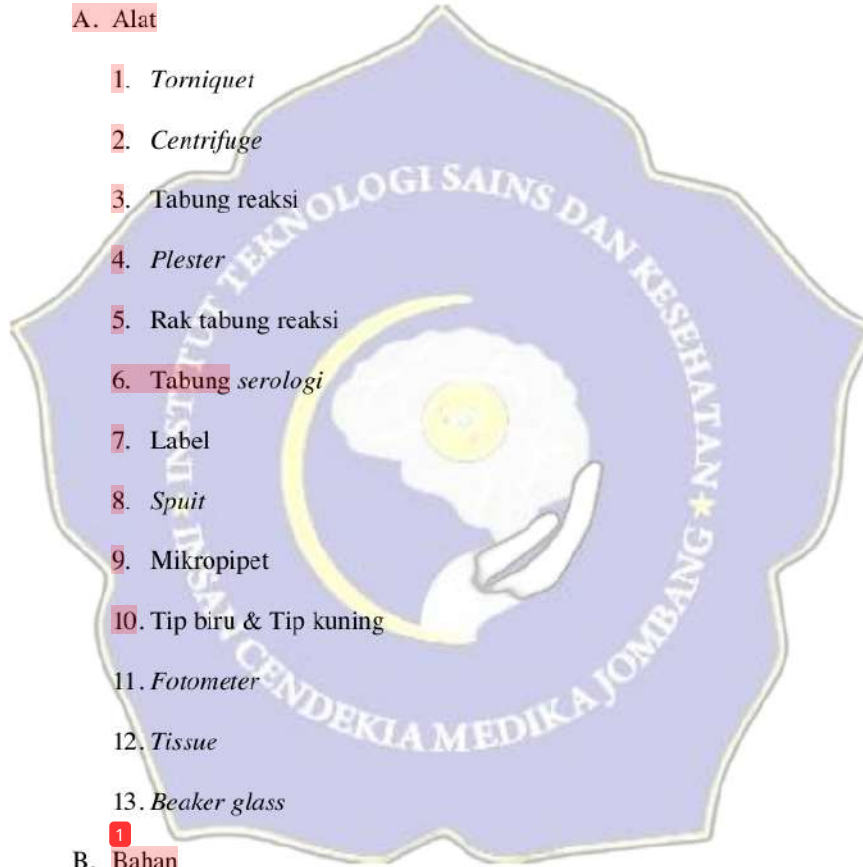 A. Alat
1. Torniquet
2. Centrifuge
3. Tabung reaksi
4. Plester
5. Rak tabung reaksi
6. Tabung serologi
7. Label
8. Spuit
9. Mikropipet
10. Tip biru & Tip kuning
11. Fotometer
12. Tissue
13. Beaker glass
1
B. Bahan
INSTITUT TEKNOLOGI SAINS DAN KESEHATAN
INSAN CENDEKIA MEDIKA JOMBANG